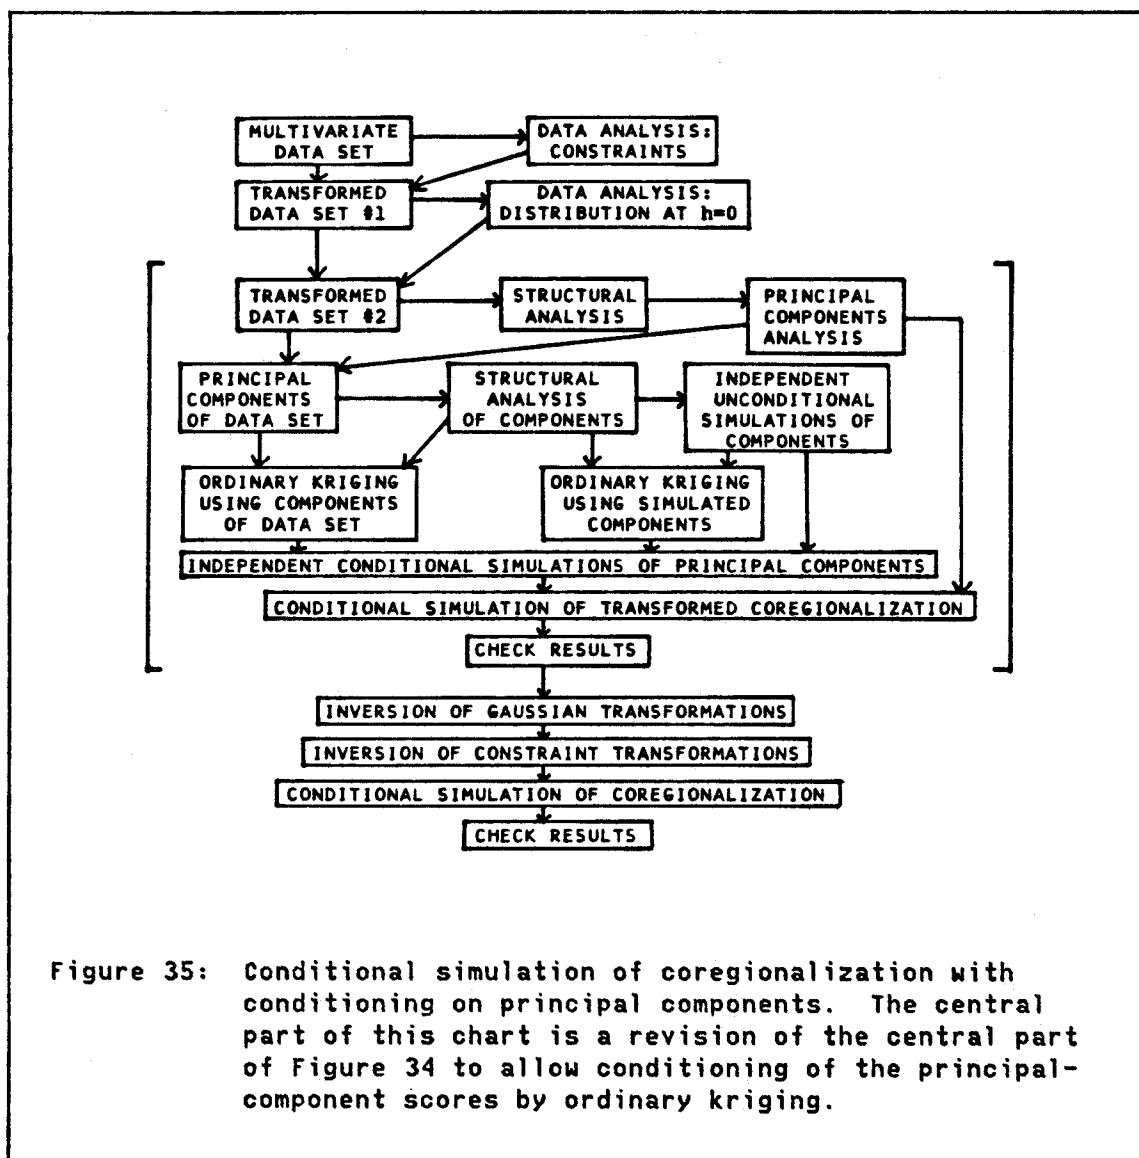 MULTIVARIATE
DATA SET
DATA ANALYSIS:
CONSTRAINTS
TRANSFORMED
DATA SET #1
DATA ANALYSIS:
DISTRIBUTION AT h=0
TRANSFORMED
DATA SET #2
STRUCTURAL
ANALYSIS
PRINCIPAL
COMPONENTS
ANALYSIS
PRINCIPAL
COMPONENTS
OF DATA SET
STRUCTURAL
ANALYSIS
OF COMPONENTS
INDEPENDENT
UNCONDITIONAL
SIMULATIONS OF
COMPONENTS
ORDINARY KRIGING
USING COMPONENTS
OF DATA SET
ORDINARY KRIGING
USING SIMULATED
COMPONENTS
INDEPENDENT CONDITIONAL SIMULATIONS OF PRINCIPAL COMPONENTS
CONDITIONAL SIMULATION OF TRANSFORMED COREGIONALIZATION
CHECK RESULTS
INVERSION OF GAUSSIAN TRANSFORMATIONS
INVERSION OF CONSTRAINT TRANSFORMATIONS
CONDITIONAL SIMULATION OF COREGIONALIZATION
CHECK RESULTS
Figure 35: Conditional simulation of coregionalization with
conditioning on principal components. The central
part of this chart is a revision of the central part
of Figure 34 to allow conditioning of the principal-
component scores by ordinary kriging.